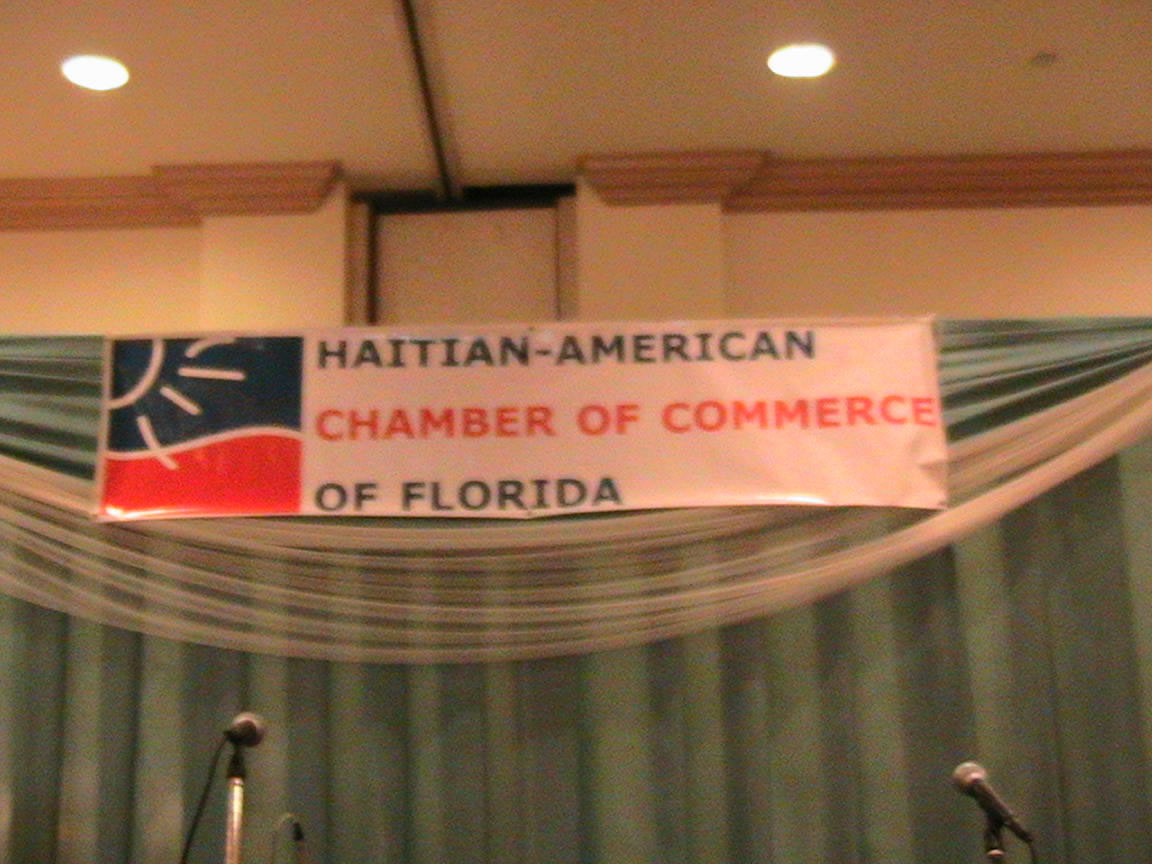 HAITIAN-AMERICAN
CHAMBER OF COMMERCE
OF FLORIDA